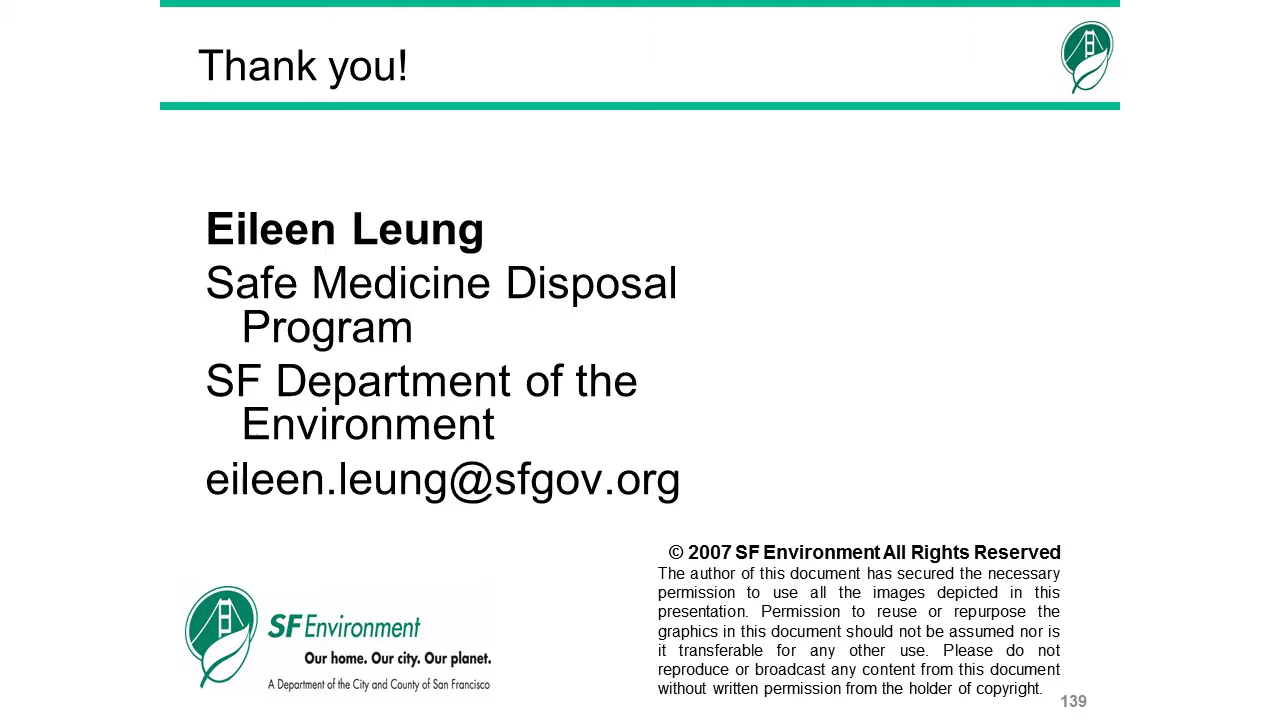 Thank you!
Eileen Leung
Safe Medicine Disposal
Program
SF Department of the
Environment
eileen.leung@sfgov.org
© 2007 SF Environment All Rights Reserved
The author of this document has secured the necessary
permission to use all the images depicted in this
presentation. Permission to reuse or repurpose the
graphics in this document should not be assumed nor is
it transferable for any other use. Please do not
reproduce or broadcast any content from this document
without written permission from the holder of copyright.
SF Environment
Our home. Our city. Our planet.
A Department of the City and County of San Francisco
139